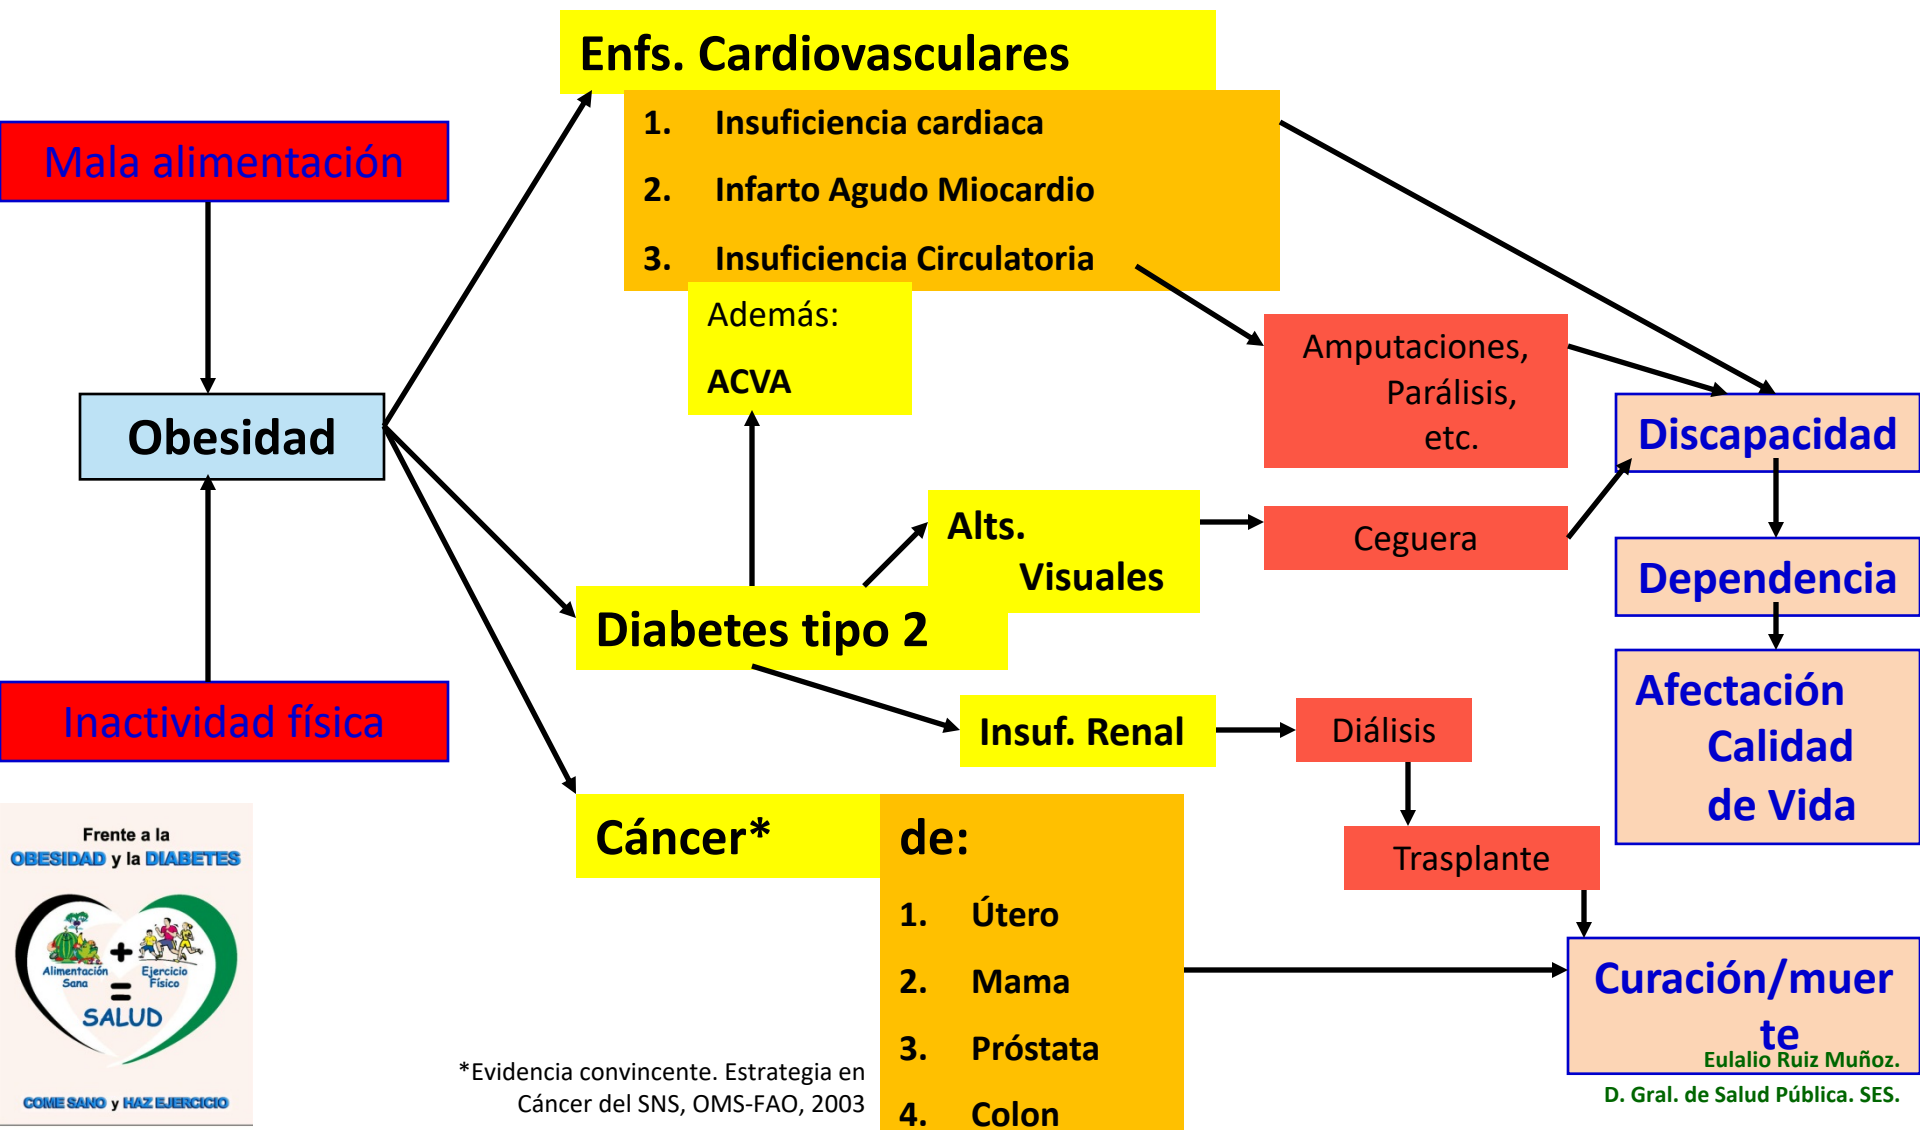 Enfs. Cardiovasculares
1. Insuficiencia cardiaca
2. Infarto Agudo Miocardio
3. Insuficiencia Circulatoria
Además:
ACVA
Mala alimentación
Obesidad
Inactividad física
Amputaciones,
Parálisis,
etc.
Discapacidad
Alts.
Visuales
Ceguera
Dependencia
Diabetes tipo 2
Afectación
Calidad
de Vida
Insuf. Renal
Diálisis
Trasplante
Cáncer*
de:
1. Útero
2. Mama
3. Próstata
4. Colon
Curación/muer
te
Frente a la
OBESIDAD y la DIABETES
Alimentación
Sana
+
Ejercicio
Físico
=
SALUD
COME SANO y HAZ EJERCICIO
*Evidencia convincente. Estrategia en
Cáncer del SNS, OMS-FAO, 2003
Eulalio Ruiz Muñoz.
D. Gral. de Salud Pública. SES.